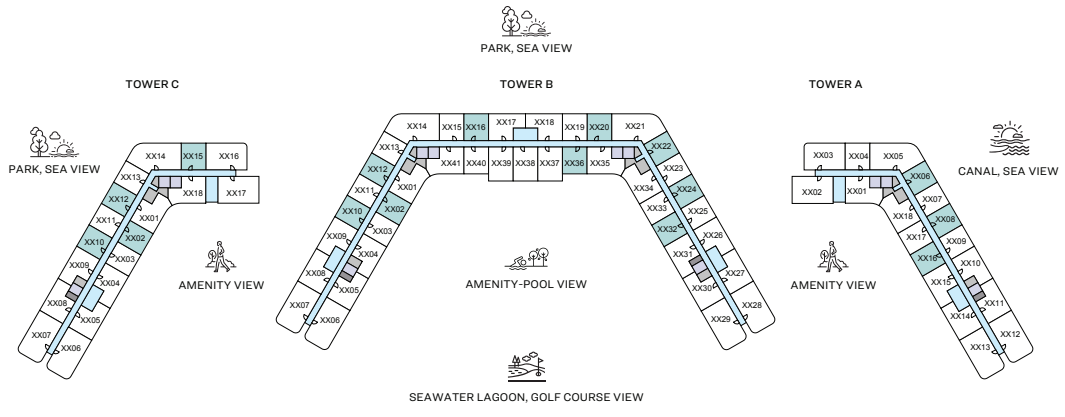 PARK, SEA VIEW
TOWER C
TOWER B
TOWER A
PARK, SEA VIEW
CANAL, SEA VIEW
XX14
XX15
XX16
XX13
XX12
XX11
XX10
XX09
XX08
XX07
XX06
XX05
XX04
XX03
XX02
XX01
XX18
XX17
XX14
XX15
XX16
XX17
XX18
XX19
XX20
XX21
XX13
XX12
XX11
XX10
XX09
XX08
XX07
XX06
XX05
XX04
XX03
XX02
XX01
XX41
XX40
XX39
XX38
XX37
XX36
XX35
XX22
XX23
XX24
XX25
XX26
XX27
XX28
XX29
XX30
XX31
XX32
XX33
XX34
XX03
XX04
XX05
XX02
XX01
XX06
XX07
XX08
XX09
XX10
XX11
XX12
XX13
XX14
XX15
XX16
XX17
XX18
AMENITY VIEW
AMENITY-POOL VIEW
AMENITY VIEW
SEAWATER LAGOON, GOLF COURSE VIEW